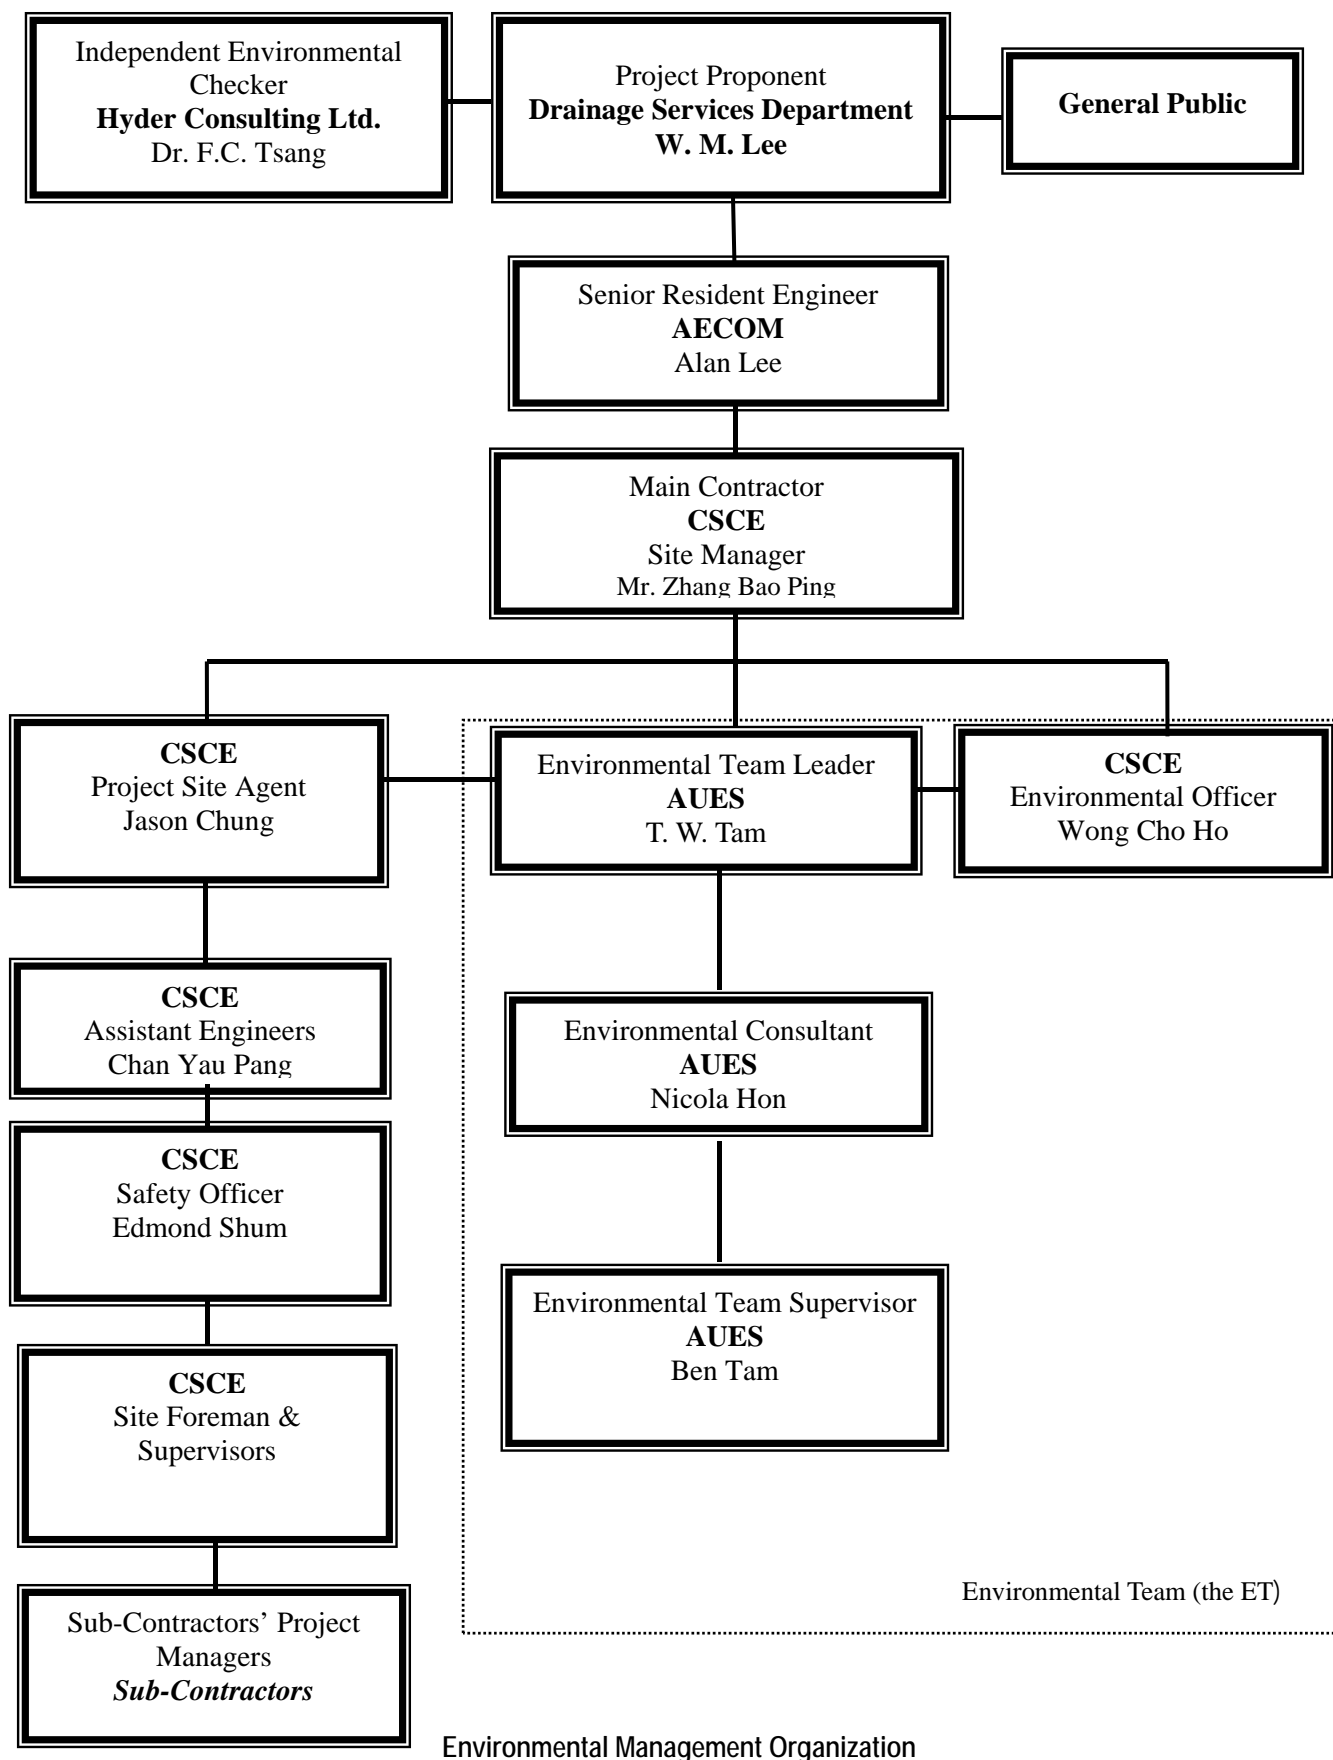 Independent Environmental
Checker
Hyder Consulting Ltd.
Dr. F.C. Tsang
Project Proponent
Drainage Services Department
W. M. Lee
General Public
Senior Resident Engineer
AECOM
Alan Lee
Main Contractor
CSCE
Site Manager
Mr. Zhang Bao Ping
CSCE
Project Site Agent
Jason Chung
Environmental Team Leader
AUES
T. W. Tam
CSCE
Environmental Officer
Wong Cho Ho
CSCE
Assistant Engineers
Chan Yau Pang
Environmental Consultant
AUES
Nicola Hon
CSCE
Safety Officer
Edmond Shum
Environmental Team Supervisor
AUES
Ben Tam
CSCE
Site Foreman &
Supervisors
Environmental Team (the ET)
Sub-Contractors’ Project
Managers
Sub-Contractors
Environmental Management Organization